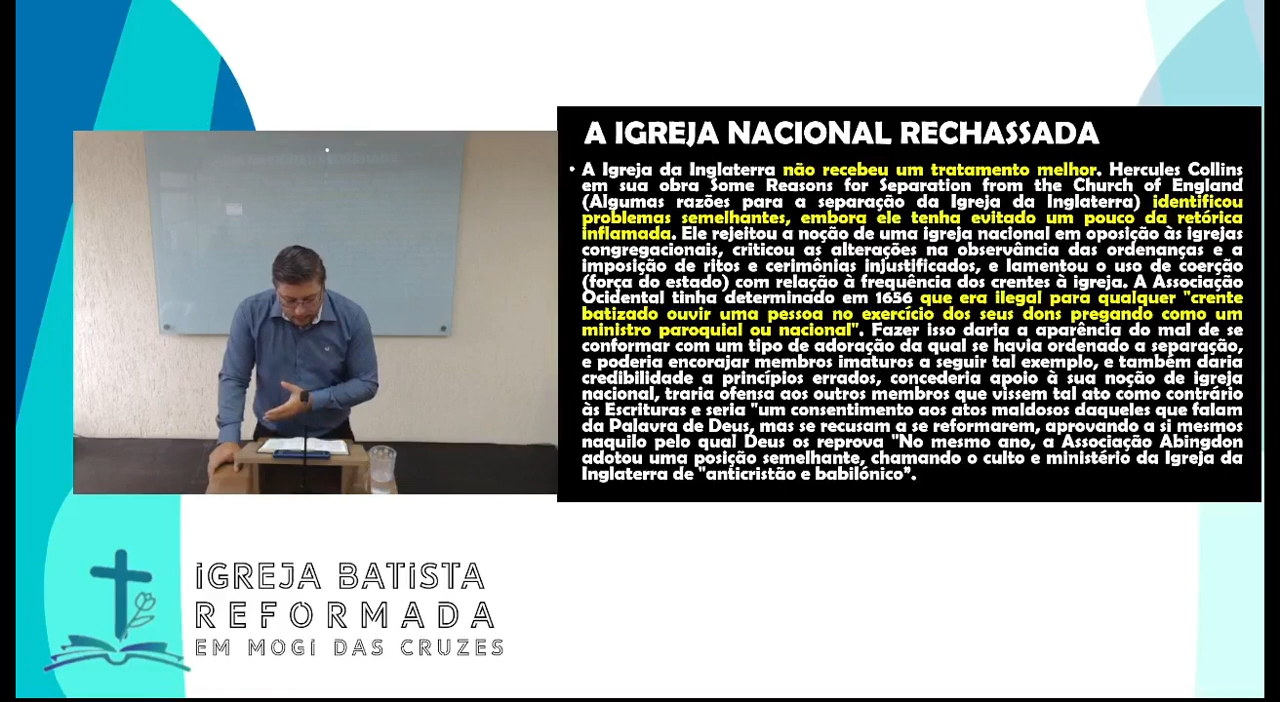 A IGREJA NACIONAL RECHASSADA
• A Igreja da Inglaterra não recebeu um tratamento melhor. Hercules Collins
em sua obra Some Reasons for Separation from the Church of England
(Algumas razões para a separação da Igreja da Inglaterra) identificou
problemas semelhantes, embora ele tenha evitado um pouco da retórica
inflamada. Ele rejeitou a noção de uma igreja nacional em oposição às igrejas
congregacionais, criticou as alterações na observância das ordenanças e a
imposição de ritos e cerimônias injustificados, e lamentou o uso de coerção
(força do estado) com relação à frequência dos crentes à igreja. A Associação
Ocidental tinha determinado em 1656 que era ilegal para qualquer "crente
batizado ouvir uma pessoa no exercício dos seus dons pregando como um
ministro paroquial ou nacional". Fazer isso daria a aparência do mal de se
conformar com um tipo de adoração da qual se havia ordenado a separação,
e poderia encorajar membros imaturos a seguir tal exemplo, e também daria
credibilidade a princípios errados, concederia apoio à sua noção de igreja
nacional, traria ofensa aos outros membros que vissem tal ato como contrário
às Escrituras e seria "um consentimento aos atos maldosos daqueles que falam
da Palavra de Deus, mas se recusam a se reformarem, aprovando a si mesmos
naquilo pelo qual Deus os reprova "No mesmo ano, a Associação Abingdon
adotou uma posição semelhante, chamando o culto e ministério da Igreja da
Inglaterra de "anticristão e babilónico”.
IGREJA BATISTA
REFORMADA
EM MOGI DAS CRUZES